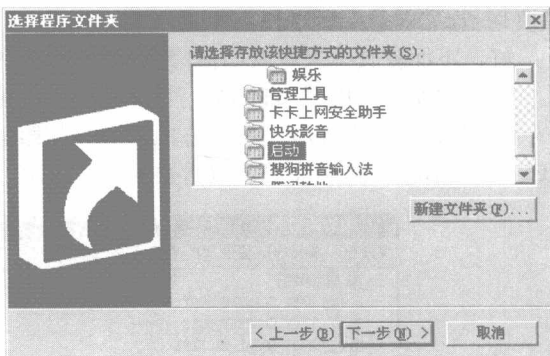 选择程序文件夹
请选择存放该快捷方式的文件夹(S):
娱乐
管理工具
卡卡上网安全助手
快乐影音
启动
搜狗拼音输入法
新建文件夹(F)...
<上一步(B)
下一步(N)>
取消